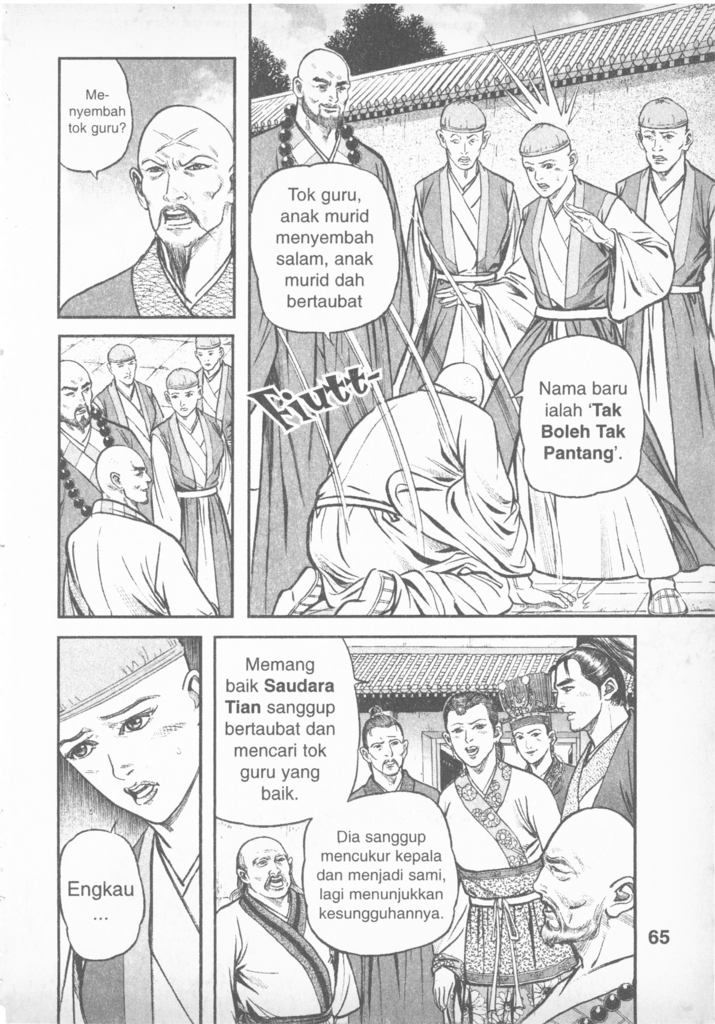 Me-
nyembah
tok guru?
Tok guru,
anak murid
menyembah
salam, anak
murid dah
bertaubat
Fiutt-
Nama baru
ialah ‘Tak
Boleh Tak
Pantang’.
Engkau
...
Memang
baik Saudara
Tian sanggup
bertaubat dan
mencari tok
guru yang
baik.
Dia sanggup
mencukur kepala
dan menjadi sami,
lagi menunjukkan
kesungguhannya.
65